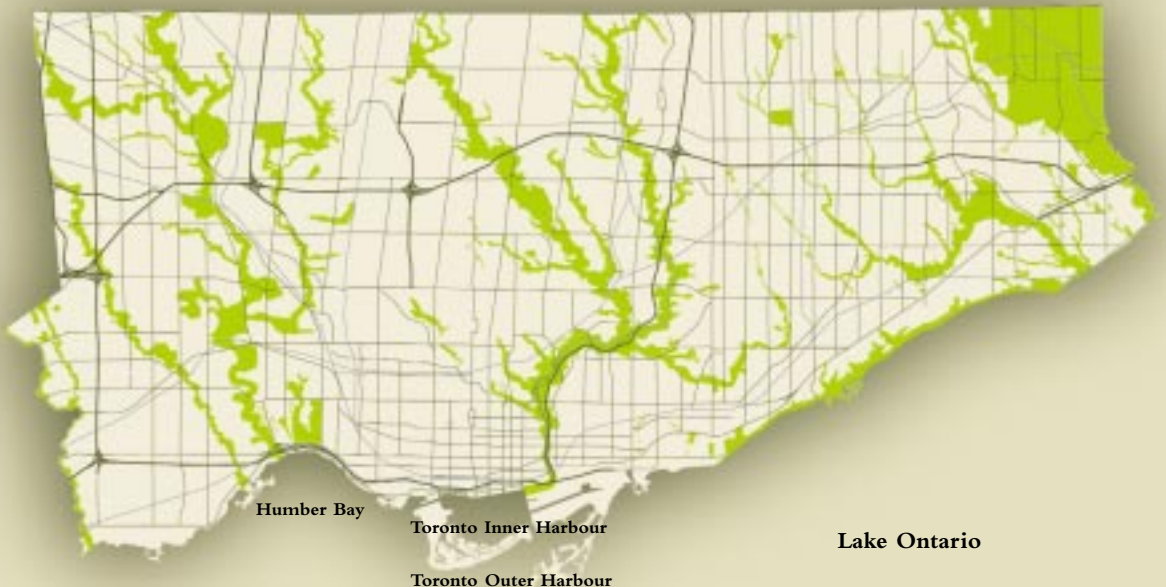 Humber Bay
Toronto Inner Harbour
Lake Ontario
Toronto Outer Harbour